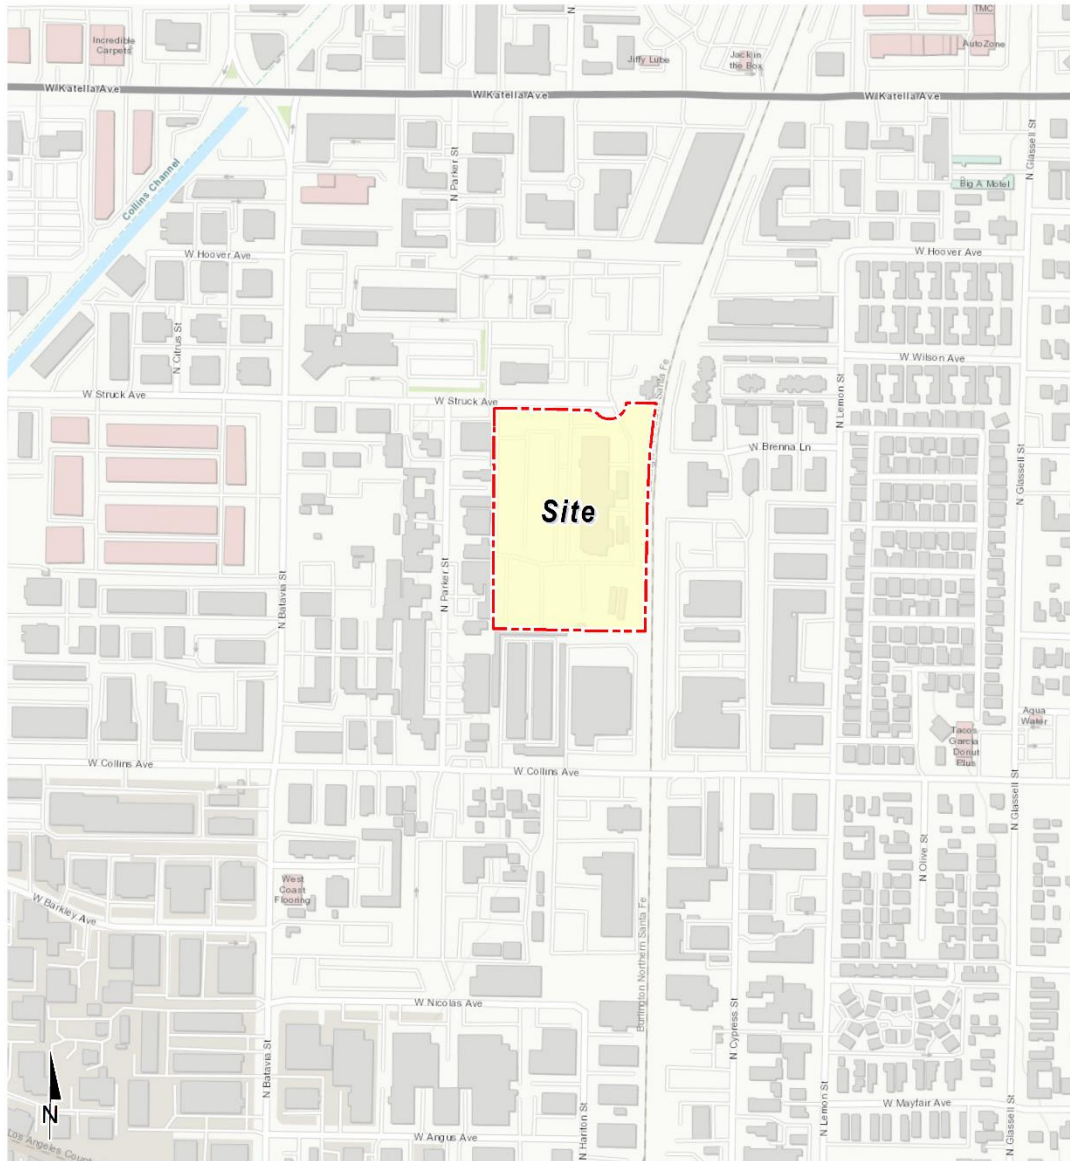 TMC
Incredible
Carpets
AutoZone
Jiffy Lube
Jack in
the Box
W Katella Ave
W Katella Ave
W Katella Ave
N Glassell St
N Parker St
Collins Channel
Big A Motel
W Hoover Ave
W Hoover Ave
N Citrus St
W Wilson Ave
Santa Fe
W Struck Ave
W Struck Ave
N Lemon St
W Brenna Ln
N Glassell St
Site
N Batavia St
N Parker St
Aqua
Water
Tacos
Garcia
Donut
Plus
W Collins Ave
W Collins Ave
N Glassell St
N Olive St
West
Coast
Flooring
W Barkley Ave
Burlington Northern Santa Fe
W Nicolas Ave
N Cypress St
N Batavia St
N Lemon St
N
W Mayfair Ave
N Glassell St
N Hariton St
W Angus Ave
Los Angeles Count